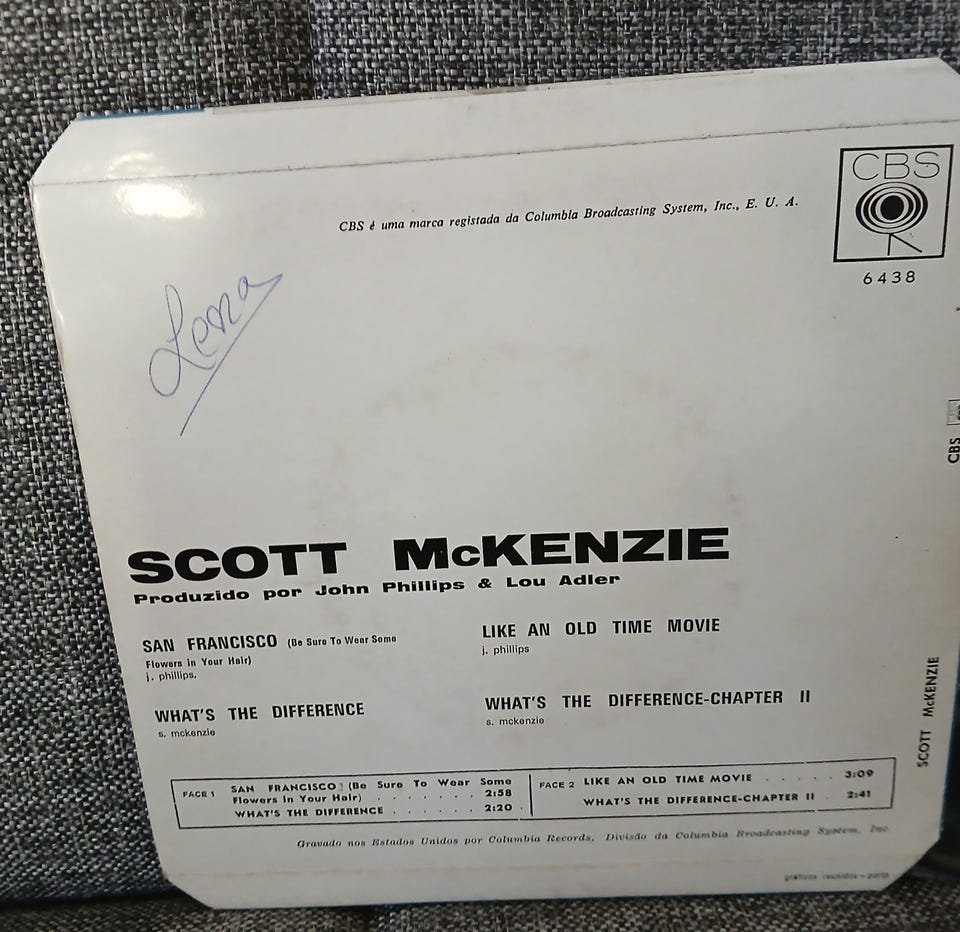 CBS
CBS é uma marca registada da Columbia Broadcasting System, Inc., E. U. A.
6438
Lena
CBS
SCOTT McKENZIE
Produzido por John Phillips & Lou Adler
SAN FRANCISCO (Be Sure To Wear Some
Flowers in Your Hair)
j. phillips.
LIKE AN OLD TIME MOVIE
j. phillips
WHAT'S THE DIFFERENCE
s. mckenzie
WHAT'S THE DIFFERENCE-CHAPTER II
s. mckenzie
SCOTT McKENZIE
FACE 1 SAN FRANCISCO (Be Sure To Wear Some
Flowers in Your Hair) . . . . . . . 2:58
WHAT'S THE DIFFERENCE . . . . . . 2:20
FACE 2 LIKE AN OLD TIME MOVIE . . . . . 3:09
WHAT'S THE DIFFERENCE-CHAPTER II . 2:41
Gravado nos Estados Unidos por Columbia Records, Divisão da Columbia Broadcasting System, Inc.
gráficos reunidos - porto